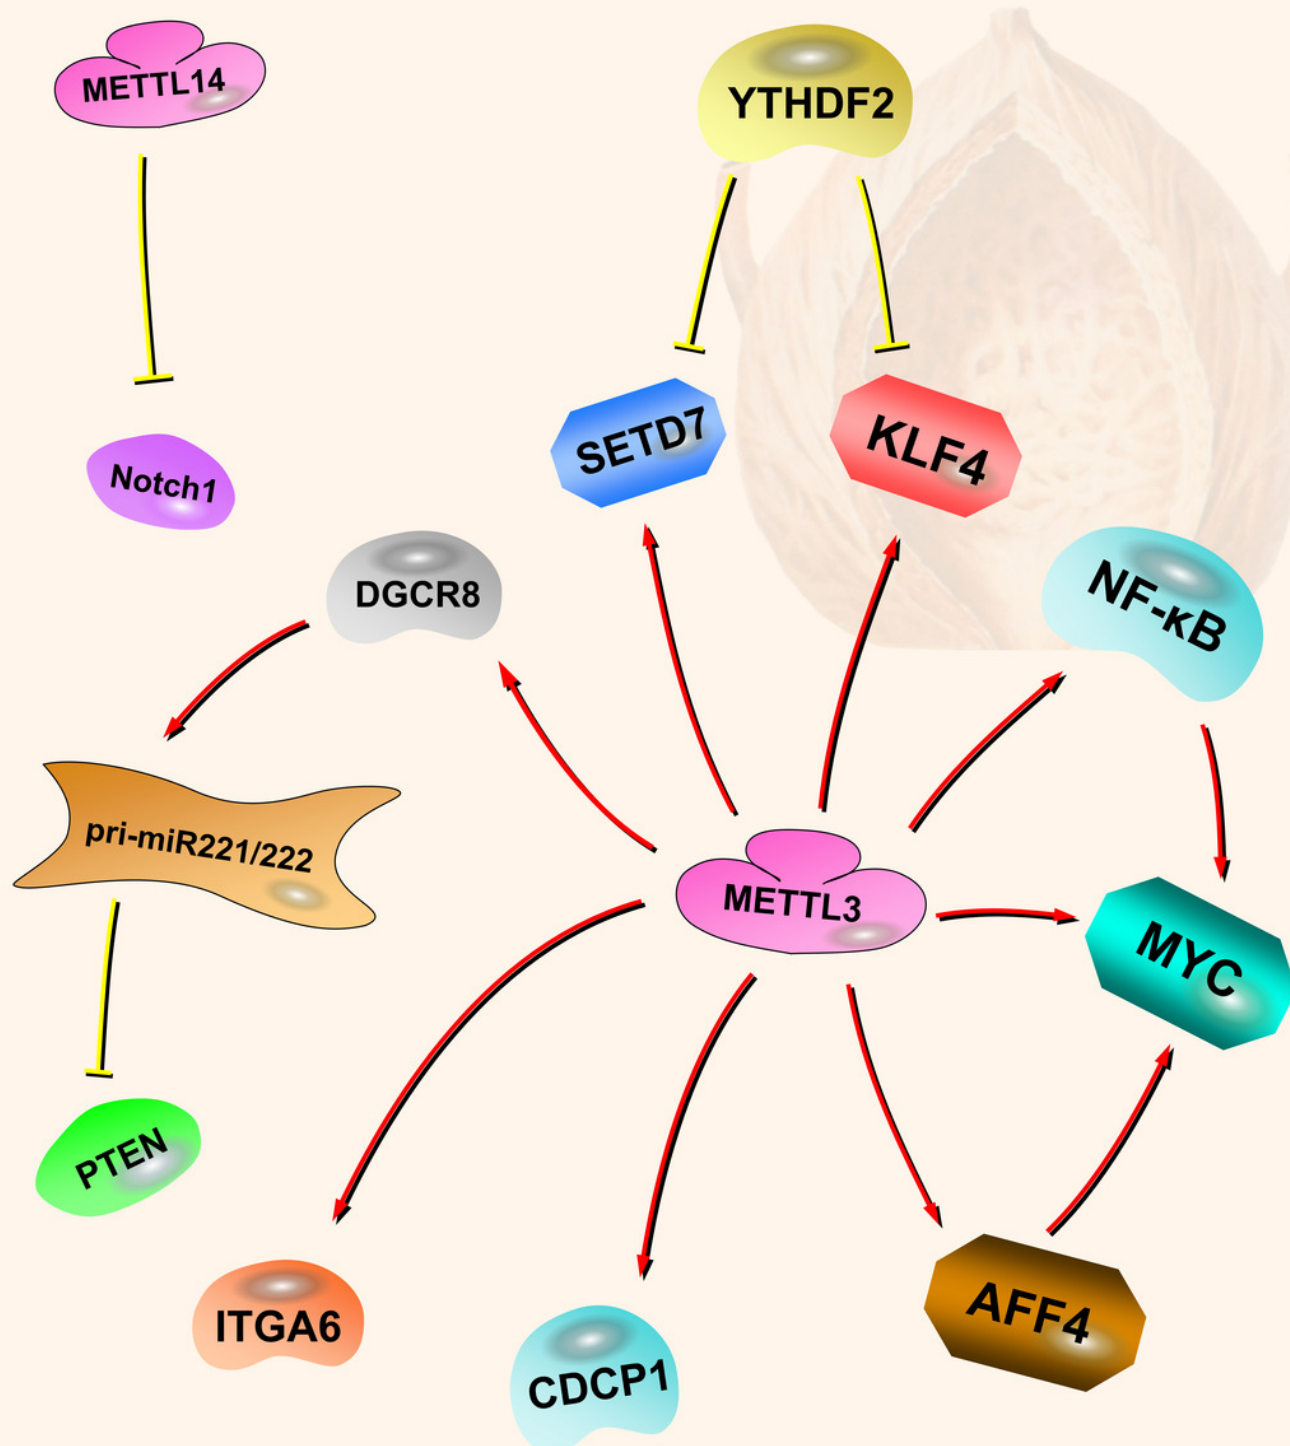 METTL14
YTHDF2
SETD7
KLF4
Notch1
DGCR8
NF-κB
pri-miR221/222
METTL3
MYC
PTEN
ITGA6
AFF4
CDCP1